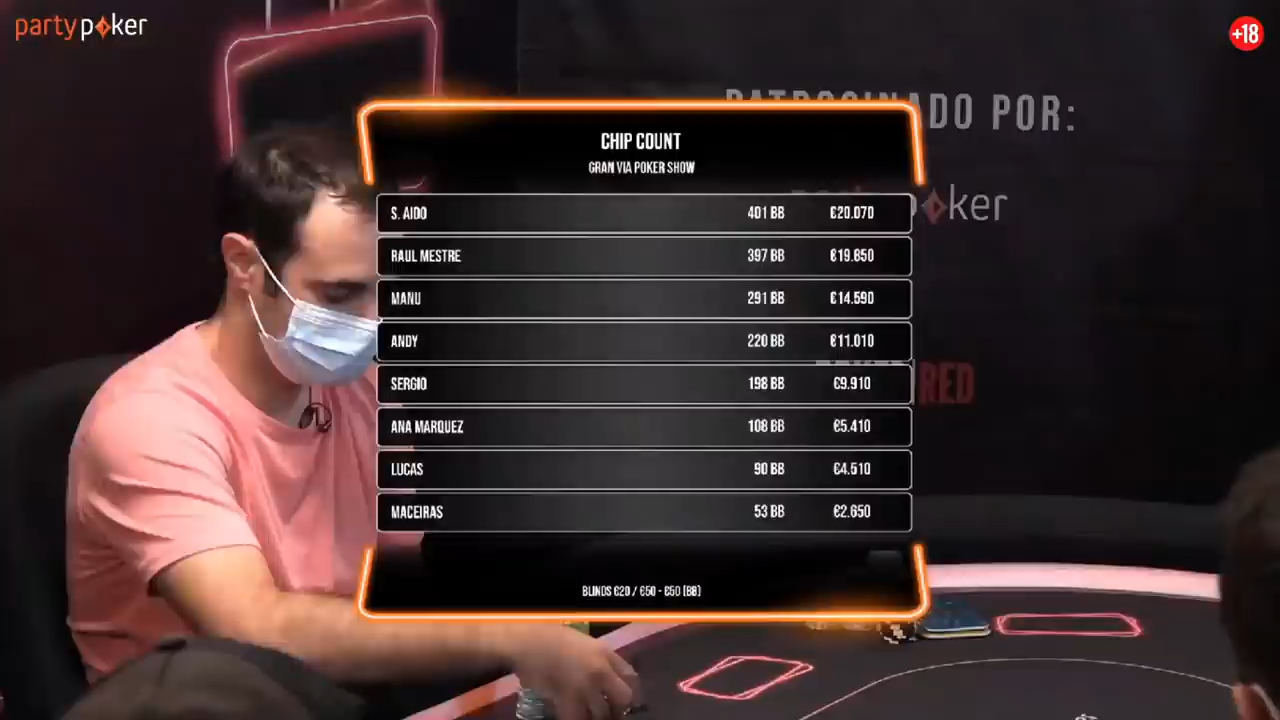 partypoker
+18
PATROCINADO POR:
CHIP COUNT
GRAN VIA POKER SHOW
S. AIDO 401 BB €20.070
RAUL MESTRE 397 BB €19.850
MANU 291 BB €14.590
ANDY 220 BB €11.010
SERGIO 198 BB €9.910
ANA MARQUEZ 108 BB €5.410
LUCAS 90 BB €4.510
MACEIRAS 53 BB €2.650
BLINDS €20 / €50 - €50 (BB)
poker
RED